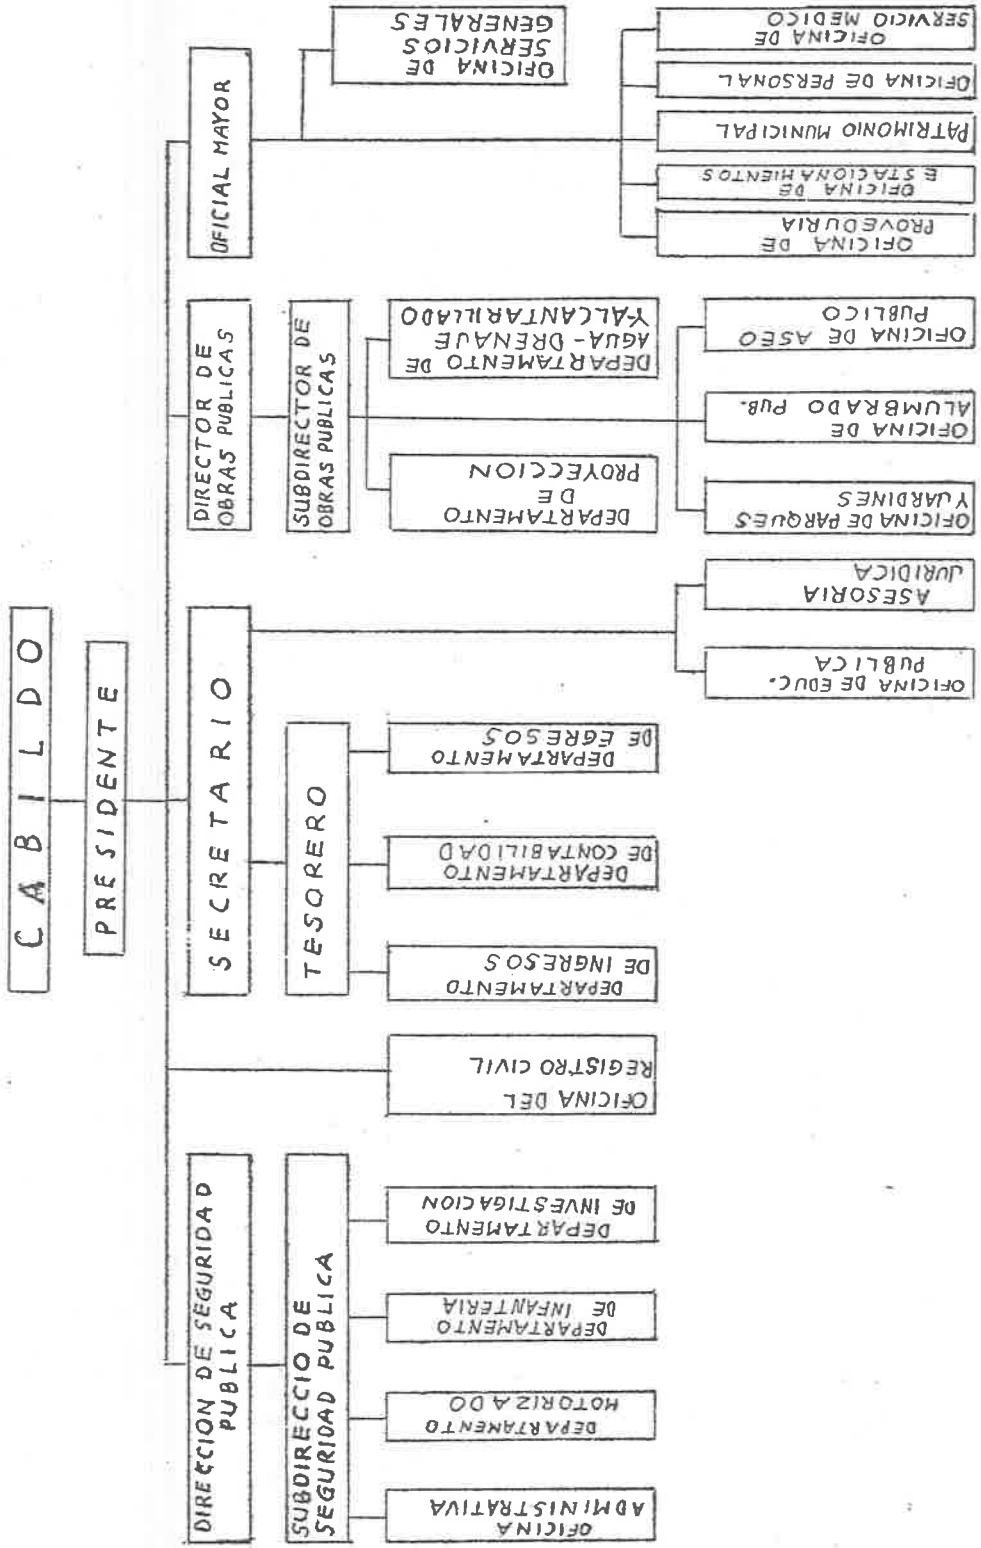 CABILDO
PRESIDENTE
DIRECCION DE SEGURIDAD
PUBLICA
SUBDIRECCIO DE
SEGURIDAD PUBLICA
OFICINA
ADMINISTRATIVA
DEPARTAMENTO
MOTORIZADO
DEPARTAMENTO
DE INFANTERIA
DEPARTAMENTO
DE INVESTIGACION
OFICINA DEL
REGISTRO CIVIL
SECRETARIO
TESORERO
DEPARTAMENTO
DE INGRESOS
DEPARTAMENTO
DE CONTABILIDAD
DEPARTAMENTO
DE EGRESOS
OFICINA DE EDUC.
PUBLICA
ASESORIA
JURIDICA
DIRECTOR DE
OBRAS PUBLICAS
SUBDIRECTOR DE
OBRAS PUBLICAS
DEPARTAMENTO
DE
PROYECCION
DEPARTAMENTO DE
AGUA-DRENAJE
Y ALCANTARILLADO
OFICINA DE PARQUES
Y JARDINES
OFICINA DE
ALUMBRADO PUB.
OFICINA DE ASEO
PUBLICO
OFICIAL MAYOR
OFICINA DE
SERVICIOS
GENERALES
OFICINA DE
PROVEDURIA
OFICINA DE
ESTACIONAMIENTOS
PATRIMONIO MUNICIPAL
OFICINA DE PERSONAL
OFICINA DE
SERVICIO MEDICO